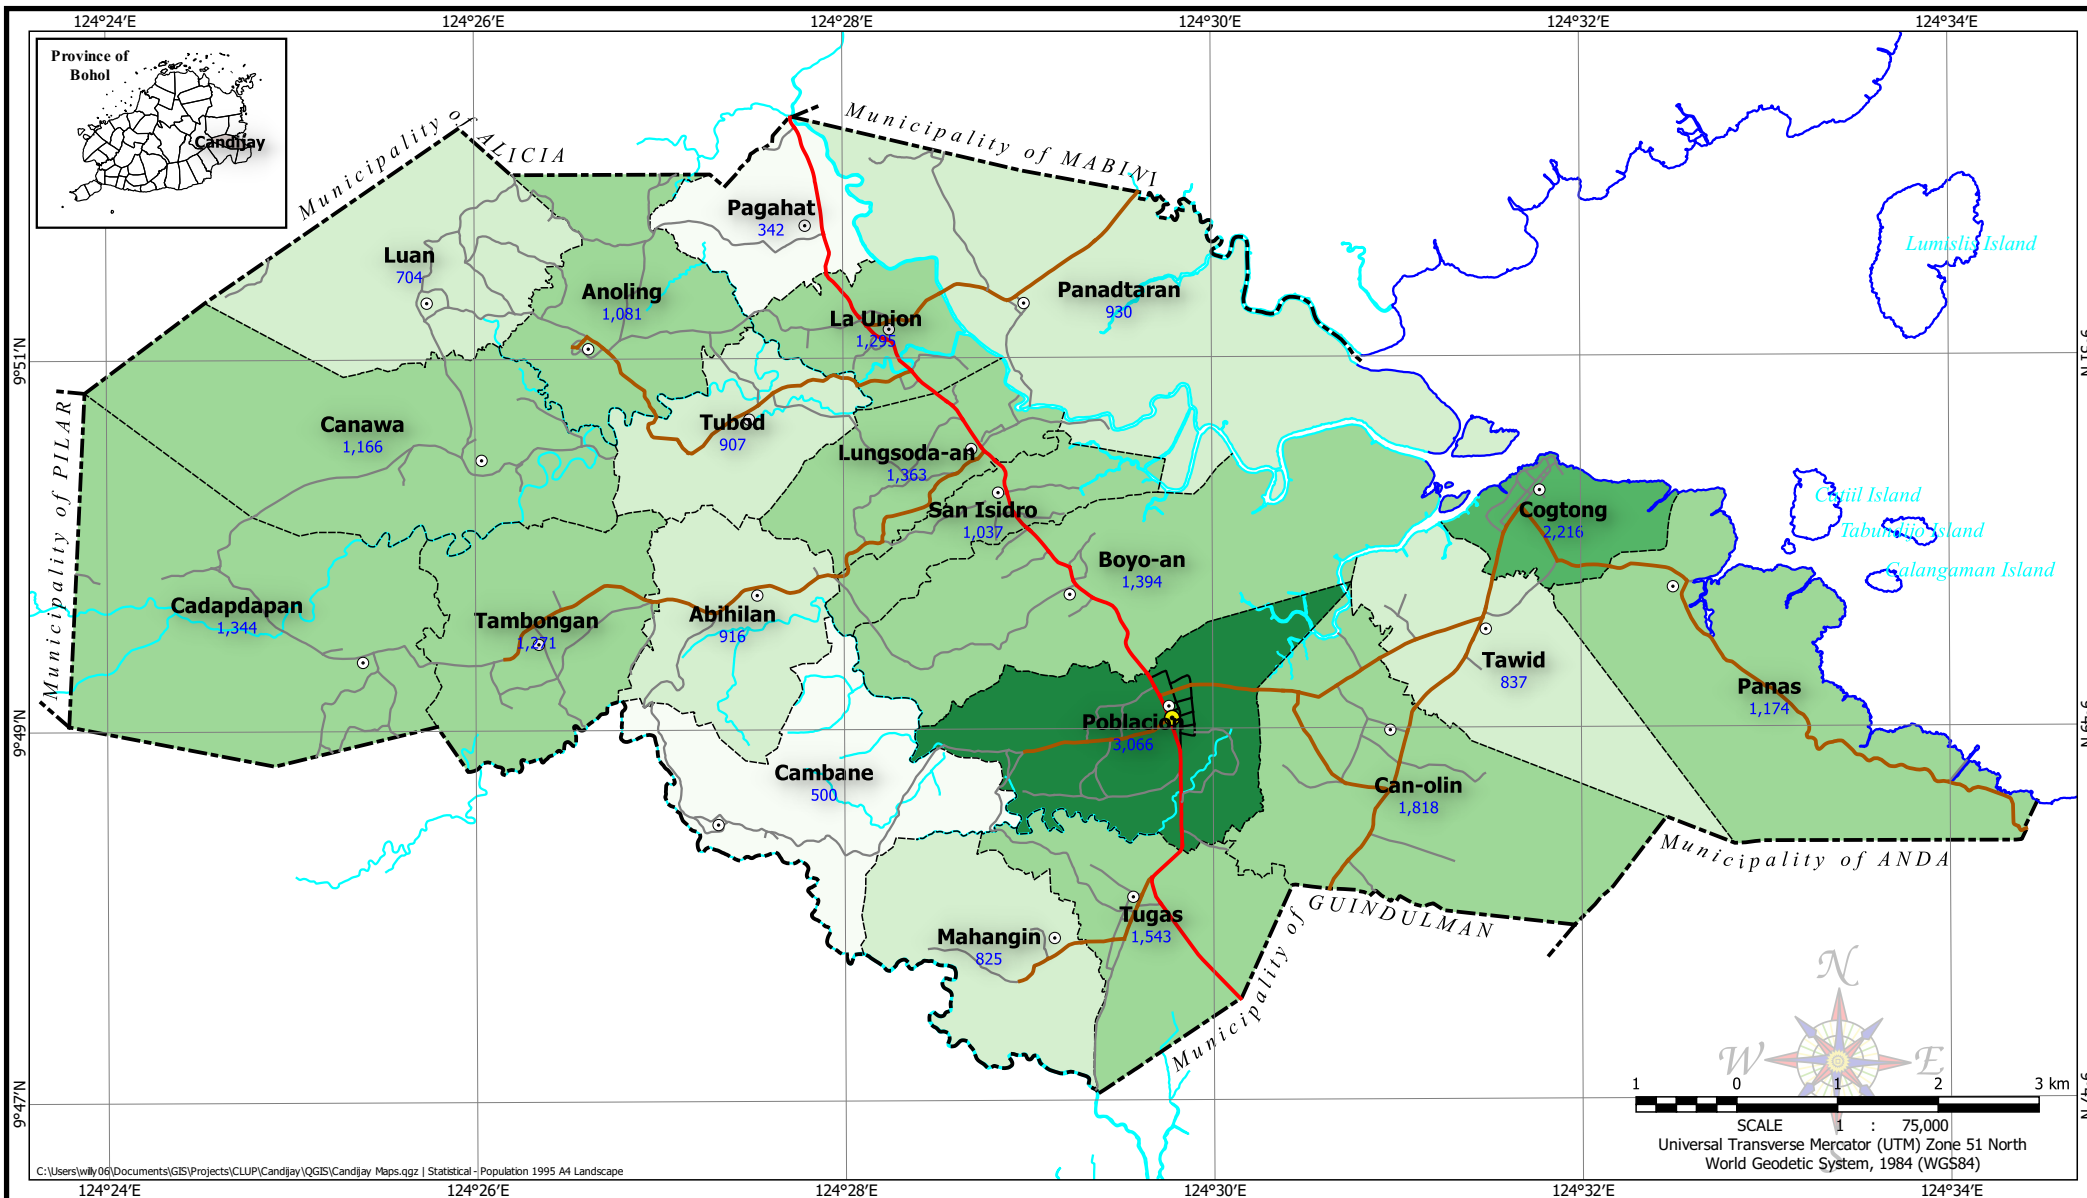 124°24′E 124°26′E 124°28′E 124°30′E 124°32′E 124°34′E
Province of
Bohol
Candijay
Municipality of ALICIA
Municipality of MABINI
Pagahat
342
Lumislis Island
Luan
704
Anoling
1,081
Panadtaran
930
La Union
1,295
9°51′N
9°51′N
Canawa
1,166
Tubod
907
Lungsoda-an
1,363
Municipality of PILAR
San Isidro
1,037
Cogtong
2,216
Catiil Island
Tabundijo Island
Calangaman Island
Boyo-an
1,394
Cadapdapan
1,344
Tambongan
1,271
Abihilan
916
Tawid
837
Panas
1,174
9°49′N
9°49′N
Poblacion
3,066
Cambane
500
Can-olin
1,818
Municipality of ANDA
Municipality of GUINDULMAN
Tugas
1,543
Mahangin
825
N
W E
S
9°47′N
9°47′N
1 0 1 2 3 km
SCALE 1 : 75,000
Universal Transverse Mercator (UTM) Zone 51 North
World Geodetic System, 1984 (WGS84)
C:\Users\willy06\Documents\GIS\Projects\CLUP\Candijay\QGIS\Candijay Maps.qgz | Statistical - Population 1995 A4 Landscape
124°24′E 124°26′E 124°28′E 124°30′E 124°32′E 124°34′E